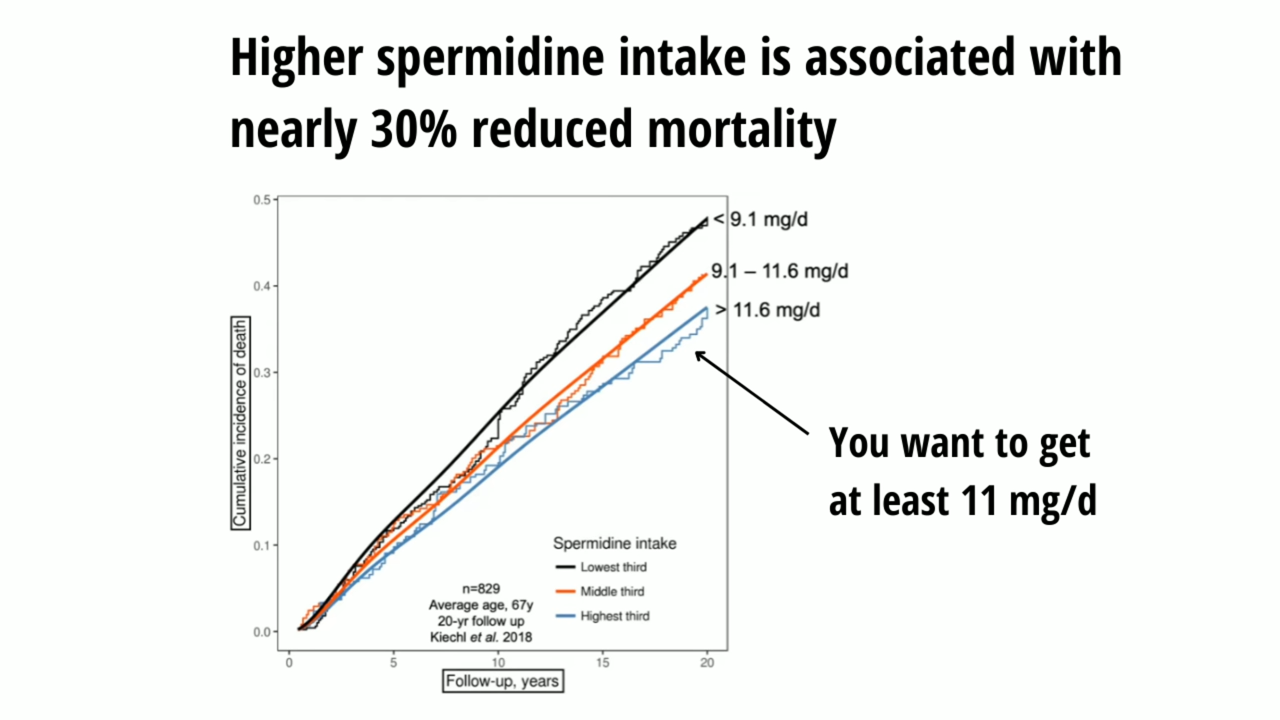 Higher spermidine intake is associated with
nearly 30% reduced mortality
0.5
0.4
0.3
0.2
0.1
0.0
Cumulative incidence of death
< 9.1 mg/d
9.1 – 11.6 mg/d
> 11.6 mg/d
You want to get
at least 11 mg/d
Spermidine intake
Lowest third
Middle third
Highest third
n=829
Average age, 67y
20-yr follow up
Kiechl et al. 2018
0 5 10 15 20
Follow-up, years